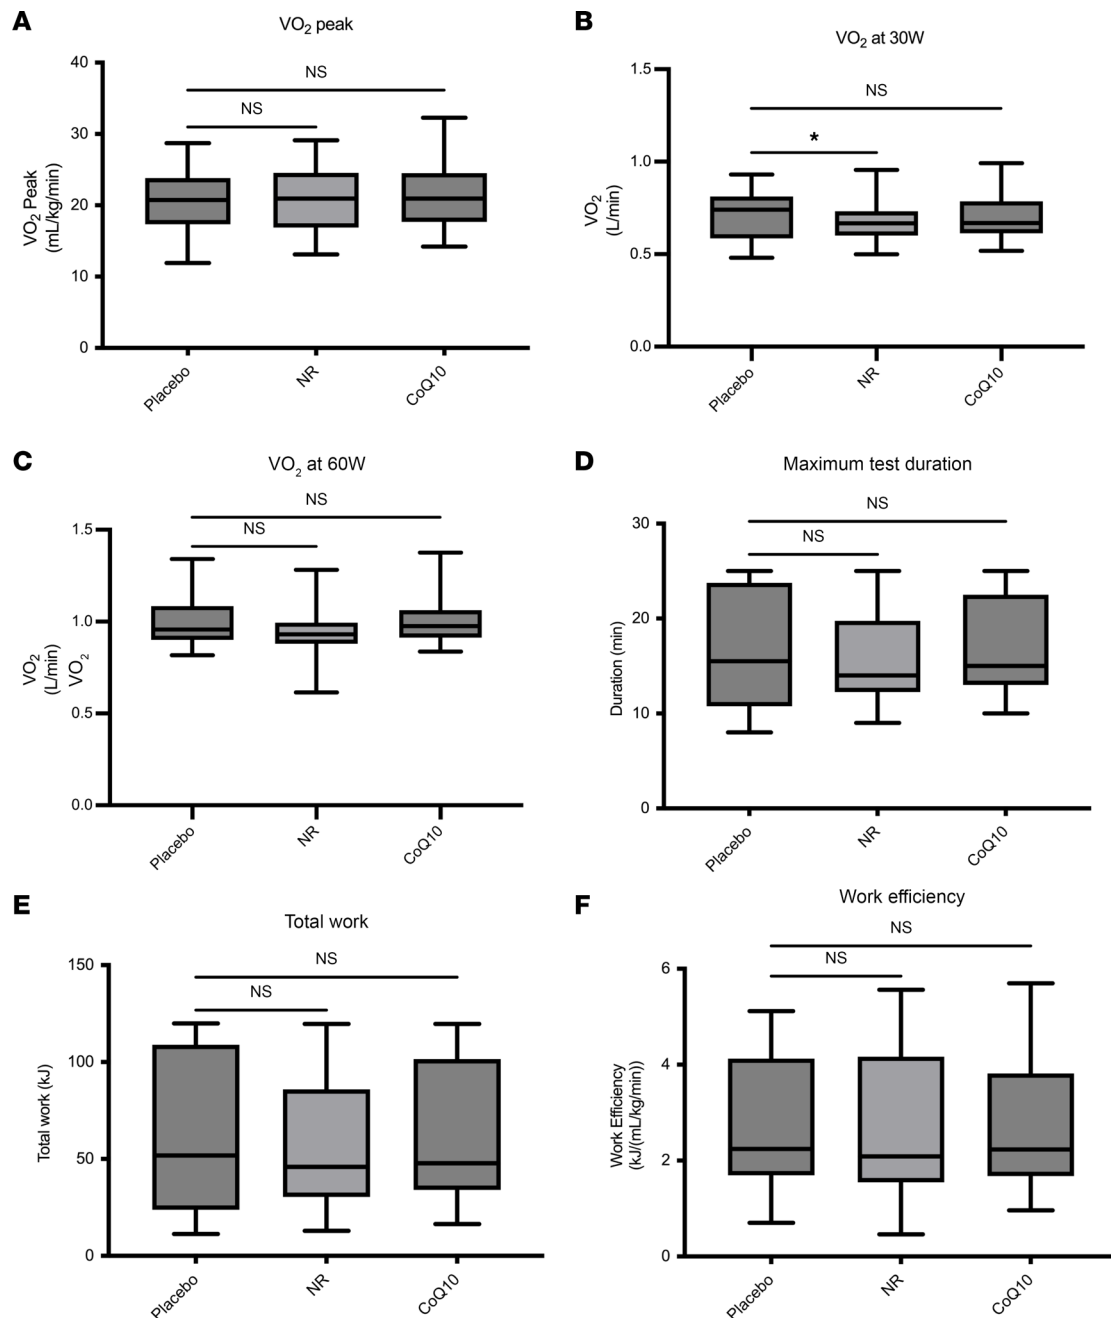 A
VO2 peak
NS
NS
40
30
20
10
0
VO2 Peak
(mL/kg/min)
Placebo
NR
CoQ10
B
VO2 at 30W
NS
*
1.5
1.0
0.5
0.0
VO2
(L/min)
Placebo
NR
CoQ10
C
VO2 at 60W
NS
NS
1.5
1.0
0.5
0.0
VO2
(L/min)
VO2
Placebo
NR
CoQ10
D
Maximum test duration
NS
NS
30
20
10
0
Duration (min)
Placebo
NR
CoQ10
E
Total work
NS
NS
150
100
50
0
Total work (kJ)
Placebo
NR
CoQ10
F
Work efficiency
NS
NS
6
4
2
0
Work Efficiency
(kJ/(mL/kg/min))
Placebo
NR
CoQ10